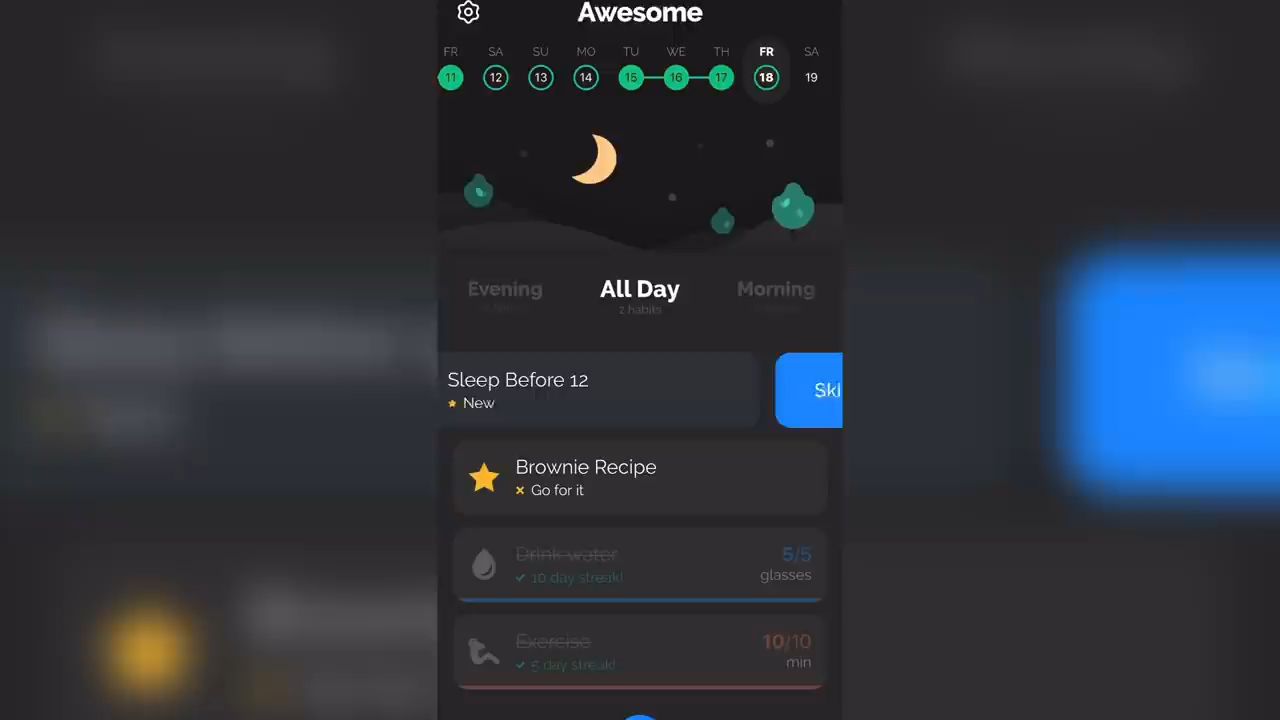 Awesome
FR SA SU MO TU WE TH FR SA
11 12 13 14 15 16 17 18 19
Evening All Day Morning
2 habits
Sleep Before 12
New
Ski
Brownie Recipe
Go for it
Drink water 5/5
10 day streak! glasses
Exercise 10/10
5 day streak! min